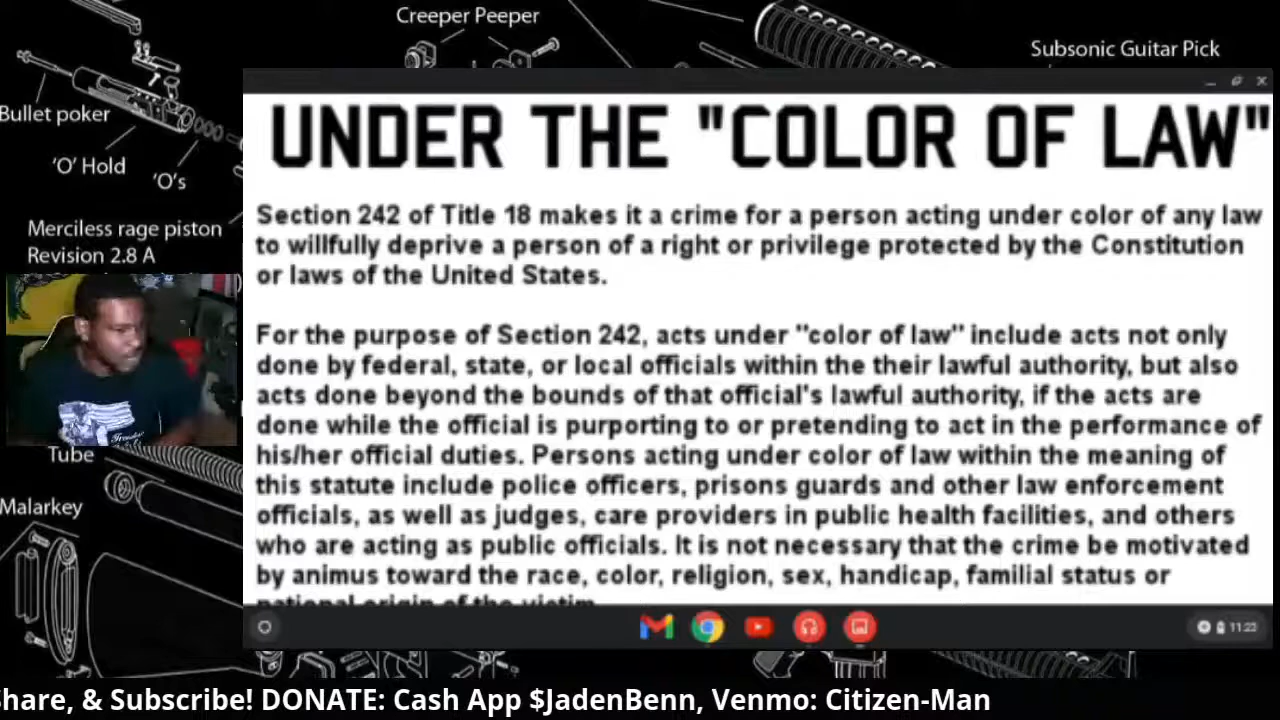 Creeper Peeper
Subsonic Guitar Pick
Bullet poker
'O' Hold
'O's
Merciless rage piston
Revision 2.8 A
Tube
Malarkey
UNDER THE "COLOR OF LAW"
Section 242 of Title 18 makes it a crime for a person acting under color of any law
to willfully deprive a person of a right or privilege protected by the Constitution
or laws of the United States.
For the purpose of Section 242, acts under "color of law" include acts not only
done by federal, state, or local officials within the their lawful authority, but also
acts done beyond the bounds of that official's lawful authority, if the acts are
done while the official is purporting to or pretending to act in the performance of
his/her official duties. Persons acting under color of law within the meaning of
this statute include police officers, prisons guards and other law enforcement
officials, as well as judges, care providers in public health facilities, and others
who are acting as public officials. It is not necessary that the crime be motivated
by animus toward the race, color, religion, sex, handicap, familial status or
national origin of the victim.
11:23
Share, & Subscribe! DONATE: Cash App $JadenBenn, Venmo: Citizen-Man